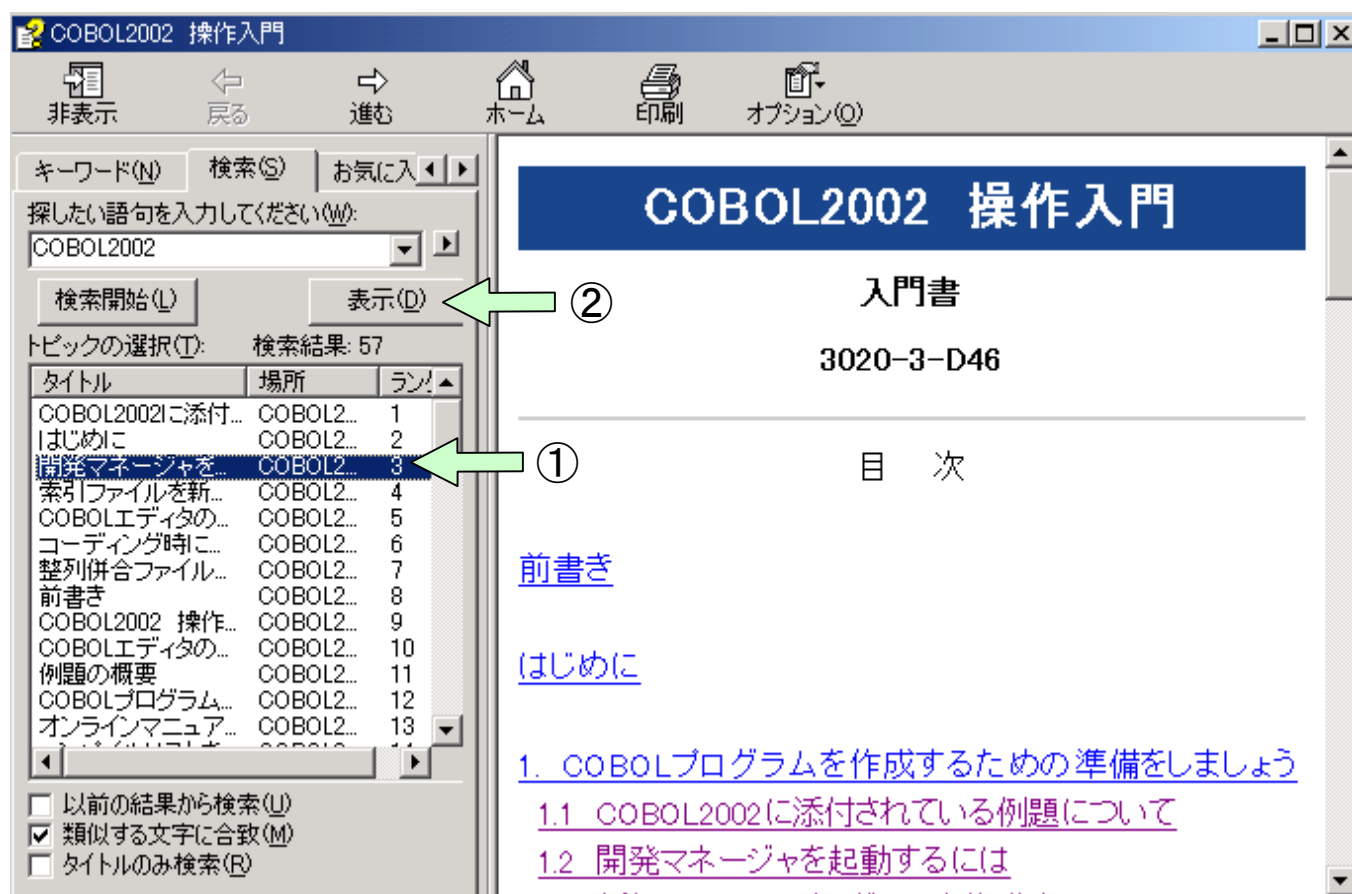 COBOL2002 操作入門
非表示 戻る 進む ホーム 印刷 オプション(O)
キーワード(N) 検索(S) お気に入
探したい語句を入力してください(W):
COBOL2002
検索開始(L) 表示(D)
②
トピックの選択(T): 検索結果: 57
タイトル 場所 ラン
COBOL2002に添付... COBOL2... 1
はじめに COBOL2... 2
開発マネージャを... COBOL2... 3
①
索引ファイルを新... COBOL2... 4
COBOLエディタの... COBOL2... 5
コーディング時に... COBOL2... 6
整列併合ファイル... COBOL2... 7
前書き COBOL2... 8
COBOL2002 操作... COBOL2... 9
COBOLエディタの... COBOL2... 10
例題の概要 COBOL2... 11
COBOLプログラム... COBOL2... 12
オンラインマニュア... COBOL2... 13
以前の結果から検索(U)
類似する文字に合致(M)
タイトルのみ検索(R)
COBOL2002 操作入門
入門書
3020-3-D46
目 次
前書き
はじめに
1. COBOLプログラムを作成するための準備をしましょう
1.1 COBOL2002に添付されている例題について
1.2 開発マネージャを起動するには